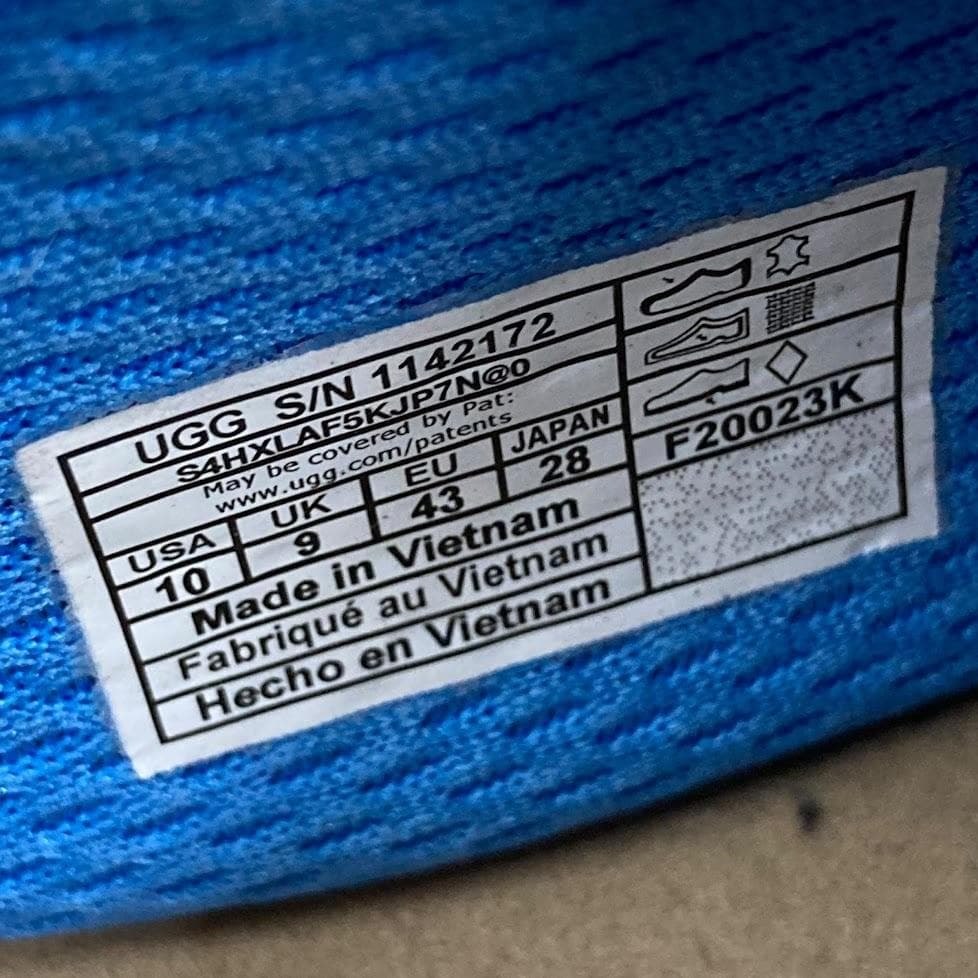 UGG S/N 1142172
S4HXLAF5KJP7N@0
May be covered by Pat:
www.ugg.com/patents
USA UK EU JAPAN
10 9 43 28
Made in Vietnam
Fabriqué au Vietnam
Hecho en Vietnam
F20023K